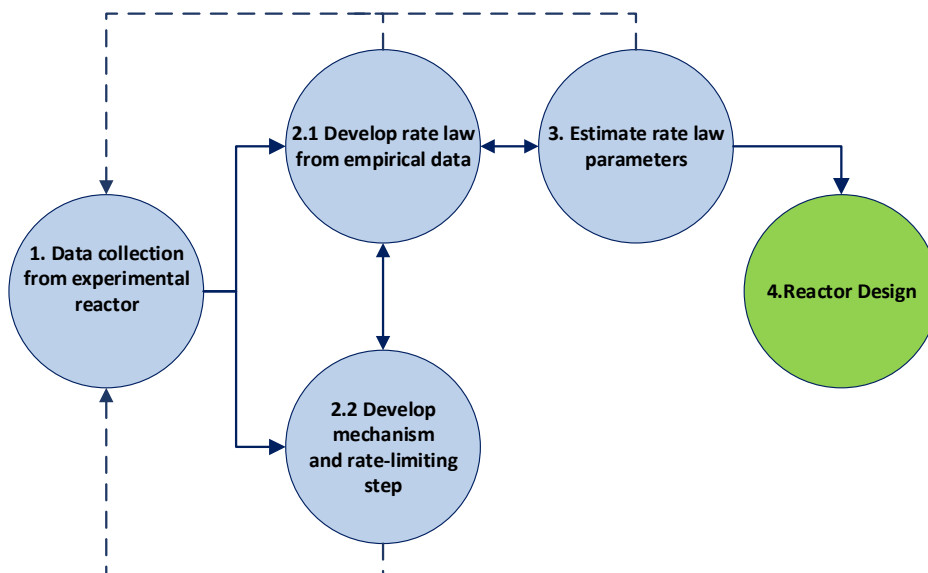 1. Data collection
from experimental
reactor
2.1 Develop rate law
from empirical data
2.2 Develop
mechanism
and rate-limiting
step
3. Estimate rate law
parameters
4.Reactor Design